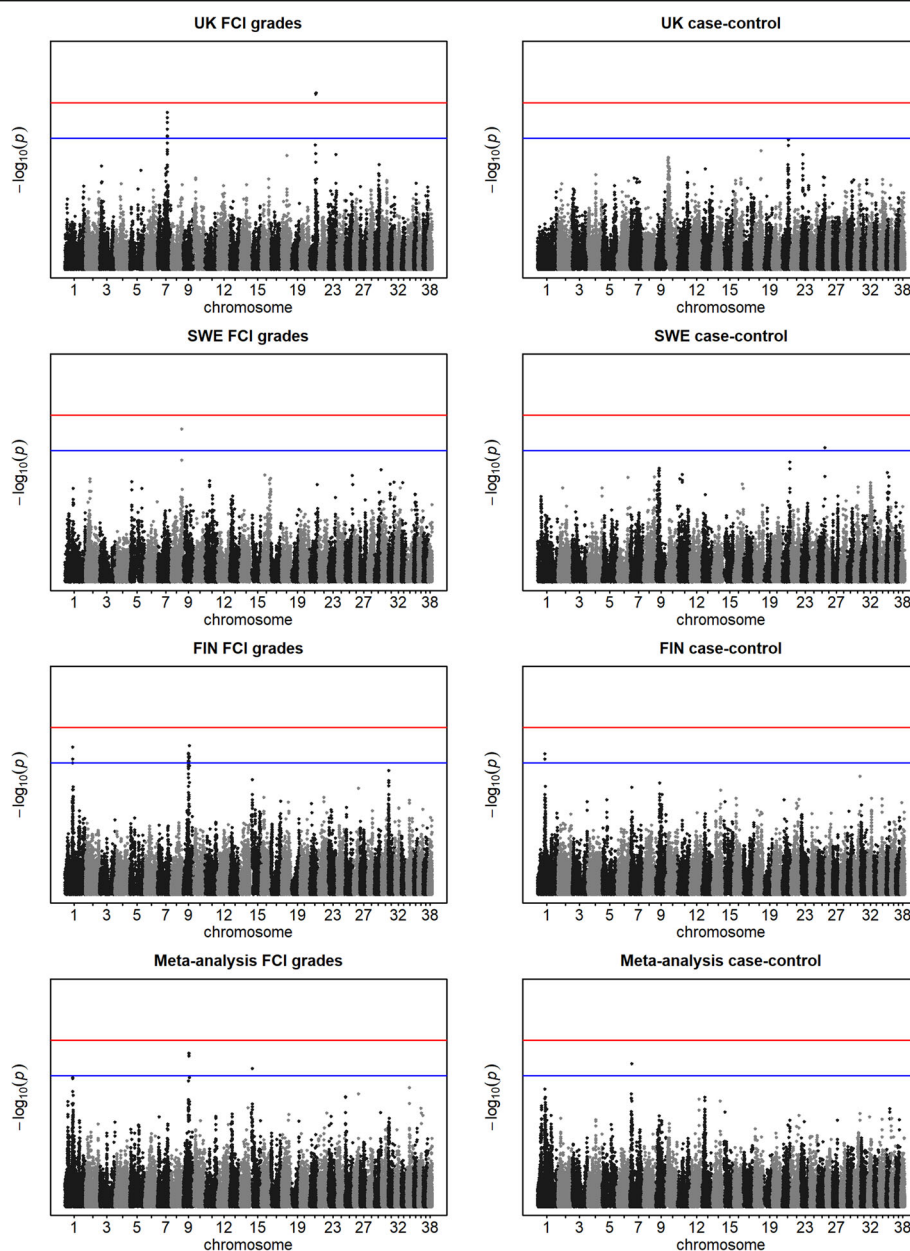 UK FCI grades
−log10(p)
1 3 5 7 9 12 15 19 23 27 32 38
chromosome
UK case-control
−log10(p)
1 3 5 7 9 12 15 19 23 27 32 38
chromosome
SWE FCI grades
−log10(p)
1 3 5 7 9 12 15 19 23 27 32 38
chromosome
SWE case-control
−log10(p)
1 3 5 7 9 12 15 19 23 27 32 38
chromosome
FIN FCI grades
−log10(p)
1 3 5 7 9 12 15 19 23 27 32 38
chromosome
FIN case-control
−log10(p)
1 3 5 7 9 12 15 19 23 27 32 38
chromosome
Meta-analysis FCI grades
−log10(p)
1 3 5 7 9 12 15 19 23 27 32 38
chromosome
Meta-analysis case-control
−log10(p)
1 3 5 7 9 12 15 19 23 27 32 38
chromosome